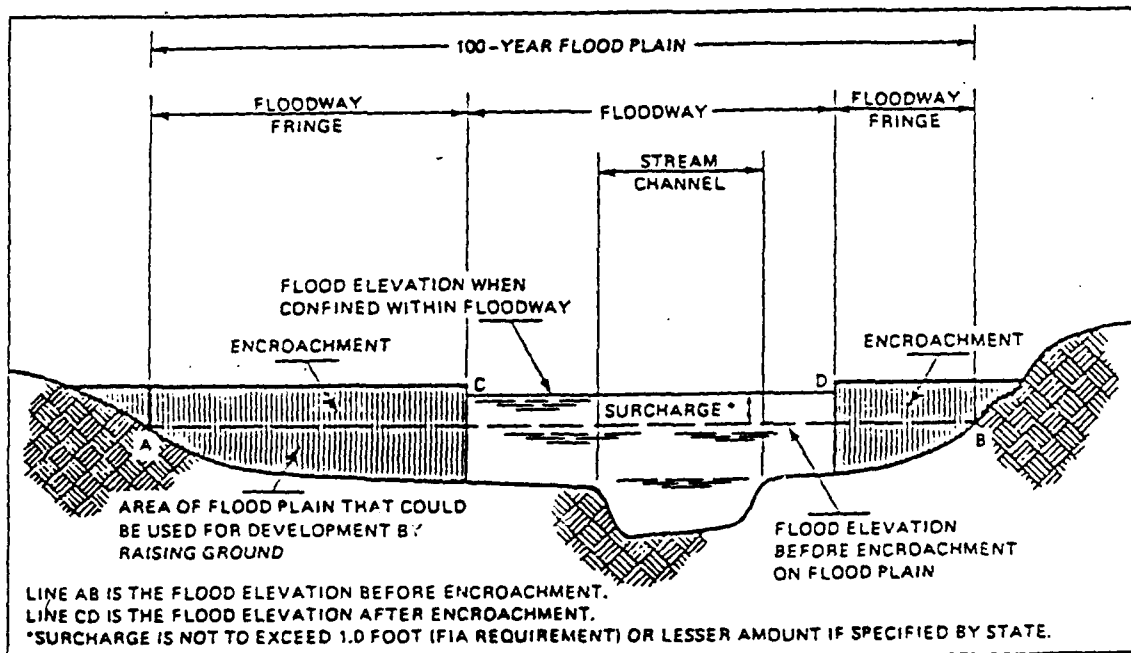 100-YEAR FLOOD PLAIN
FLOODWAY
FRINGE
FLOODWAY
FLOODWAY
FRINGE
STREAM
CHANNEL
FLOOD ELEVATION WHEN
CONFINED WITHIN FLOODWAY
ENCROACHMENT
ENCROACHMENT
C
D
SURCHARGE*
A
B
AREA OF FLOOD PLAIN THAT COULD
BE USED FOR DEVELOPMENT BY
RAISING GROUND
FLOOD ELEVATION
BEFORE ENCROACHMENT
ON FLOOD PLAIN
LINE AB IS THE FLOOD ELEVATION BEFORE ENCROACHMENT.
LINE CD IS THE FLOOD ELEVATION AFTER ENCROACHMENT.
*SURCHARGE IS NOT TO EXCEED 1.0 FOOT (FIA REQUIREMENT) OR LESSER AMOUNT IF SPECIFIED BY STATE.